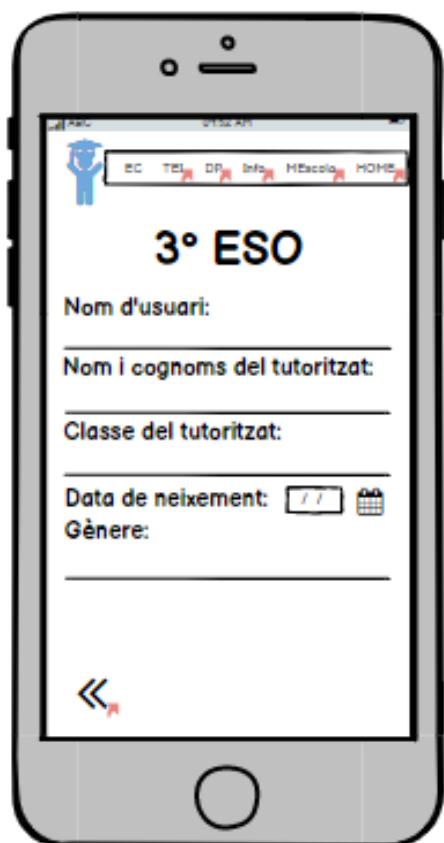 EC TEI DP Info MEscola HOME
3º ESO
Nom d'usuari:
Nom i cognoms del tutoritzat:
Classe del tutoritzat:
Data de neixement: / /
Gènere: